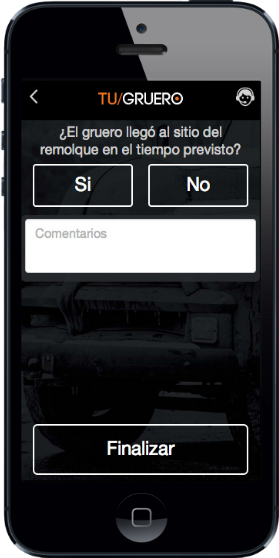 TU/GRUERO
¿El gruero llegó al sitio del
remolque en el tiempo previsto?
Si No
Comentarios
Finalizar